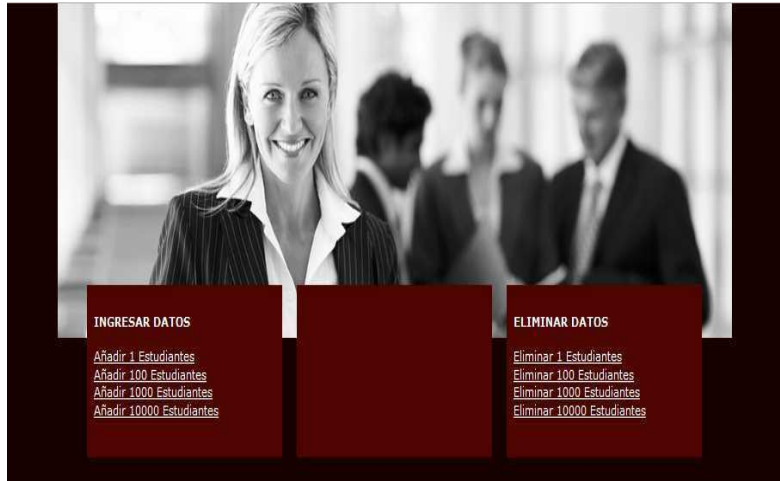 INGRESAR DATOS
Añadir 1 Estudiantes
Añadir 100 Estudiantes
Añadir 1000 Estudiantes
Añadir 10000 Estudiantes
ELIMINAR DATOS
Eliminar 1 Estudiantes
Eliminar 100 Estudiantes
Eliminar 1000 Estudiantes
Eliminar 10000 Estudiantes